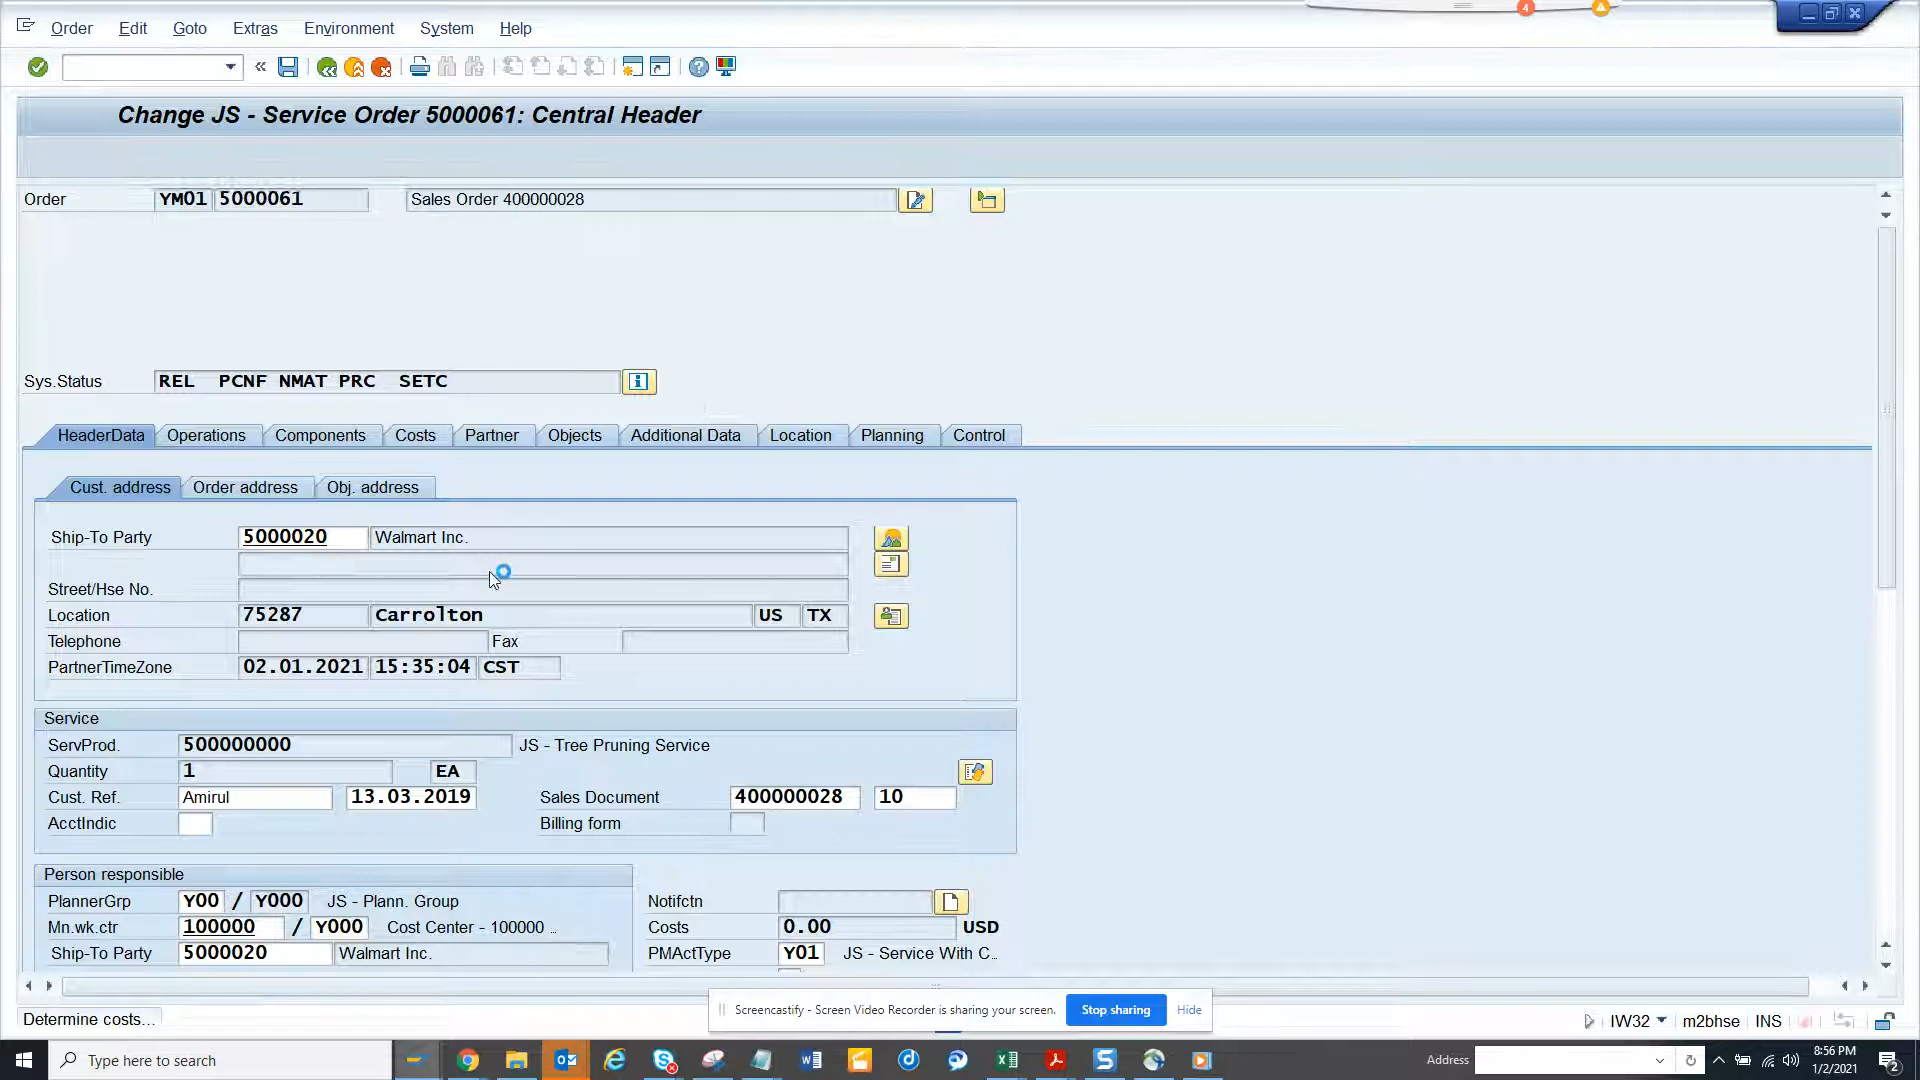 4
Order Edit Goto Extras Environment System Help
Change JS - Service Order 5000061: Central Header
Order YM01 5000061 Sales Order 400000028
Sys.Status REL PCNF NMAT PRC SETC
HeaderData Operations Components Costs Partner Objects Additional Data Location Planning Control
Cust. address Order address Obj. address
Ship-To Party 5000020 Walmart Inc.
Street/Hse No.
Location 75287 Carrolton US TX
Telephone Fax
PartnerTimeZone 02.01.2021 15:35:04 CST
Service
ServProd. 500000000 JS - Tree Pruning Service
Quantity 1 EA
Cust. Ref. Amirul 13.03.2019 Sales Document 400000028 10
AcctIndic Billing form
Person responsible
PlannerGrp Y00 / Y000 JS - Plann. Group Notifctn
Mn.wk.ctr 100000 / Y000 Cost Center - 100000 .. Costs 0.00 USD
Ship-To Party 5000020 Walmart Inc. PMActType Y01 JS - Service With C..
Screencastify - Screen Video Recorder is sharing your screen. Stop sharing Hide
Determine costs... IW32 m2bhse INS
Type here to search Address 8:56 PM
1/2/2021 2